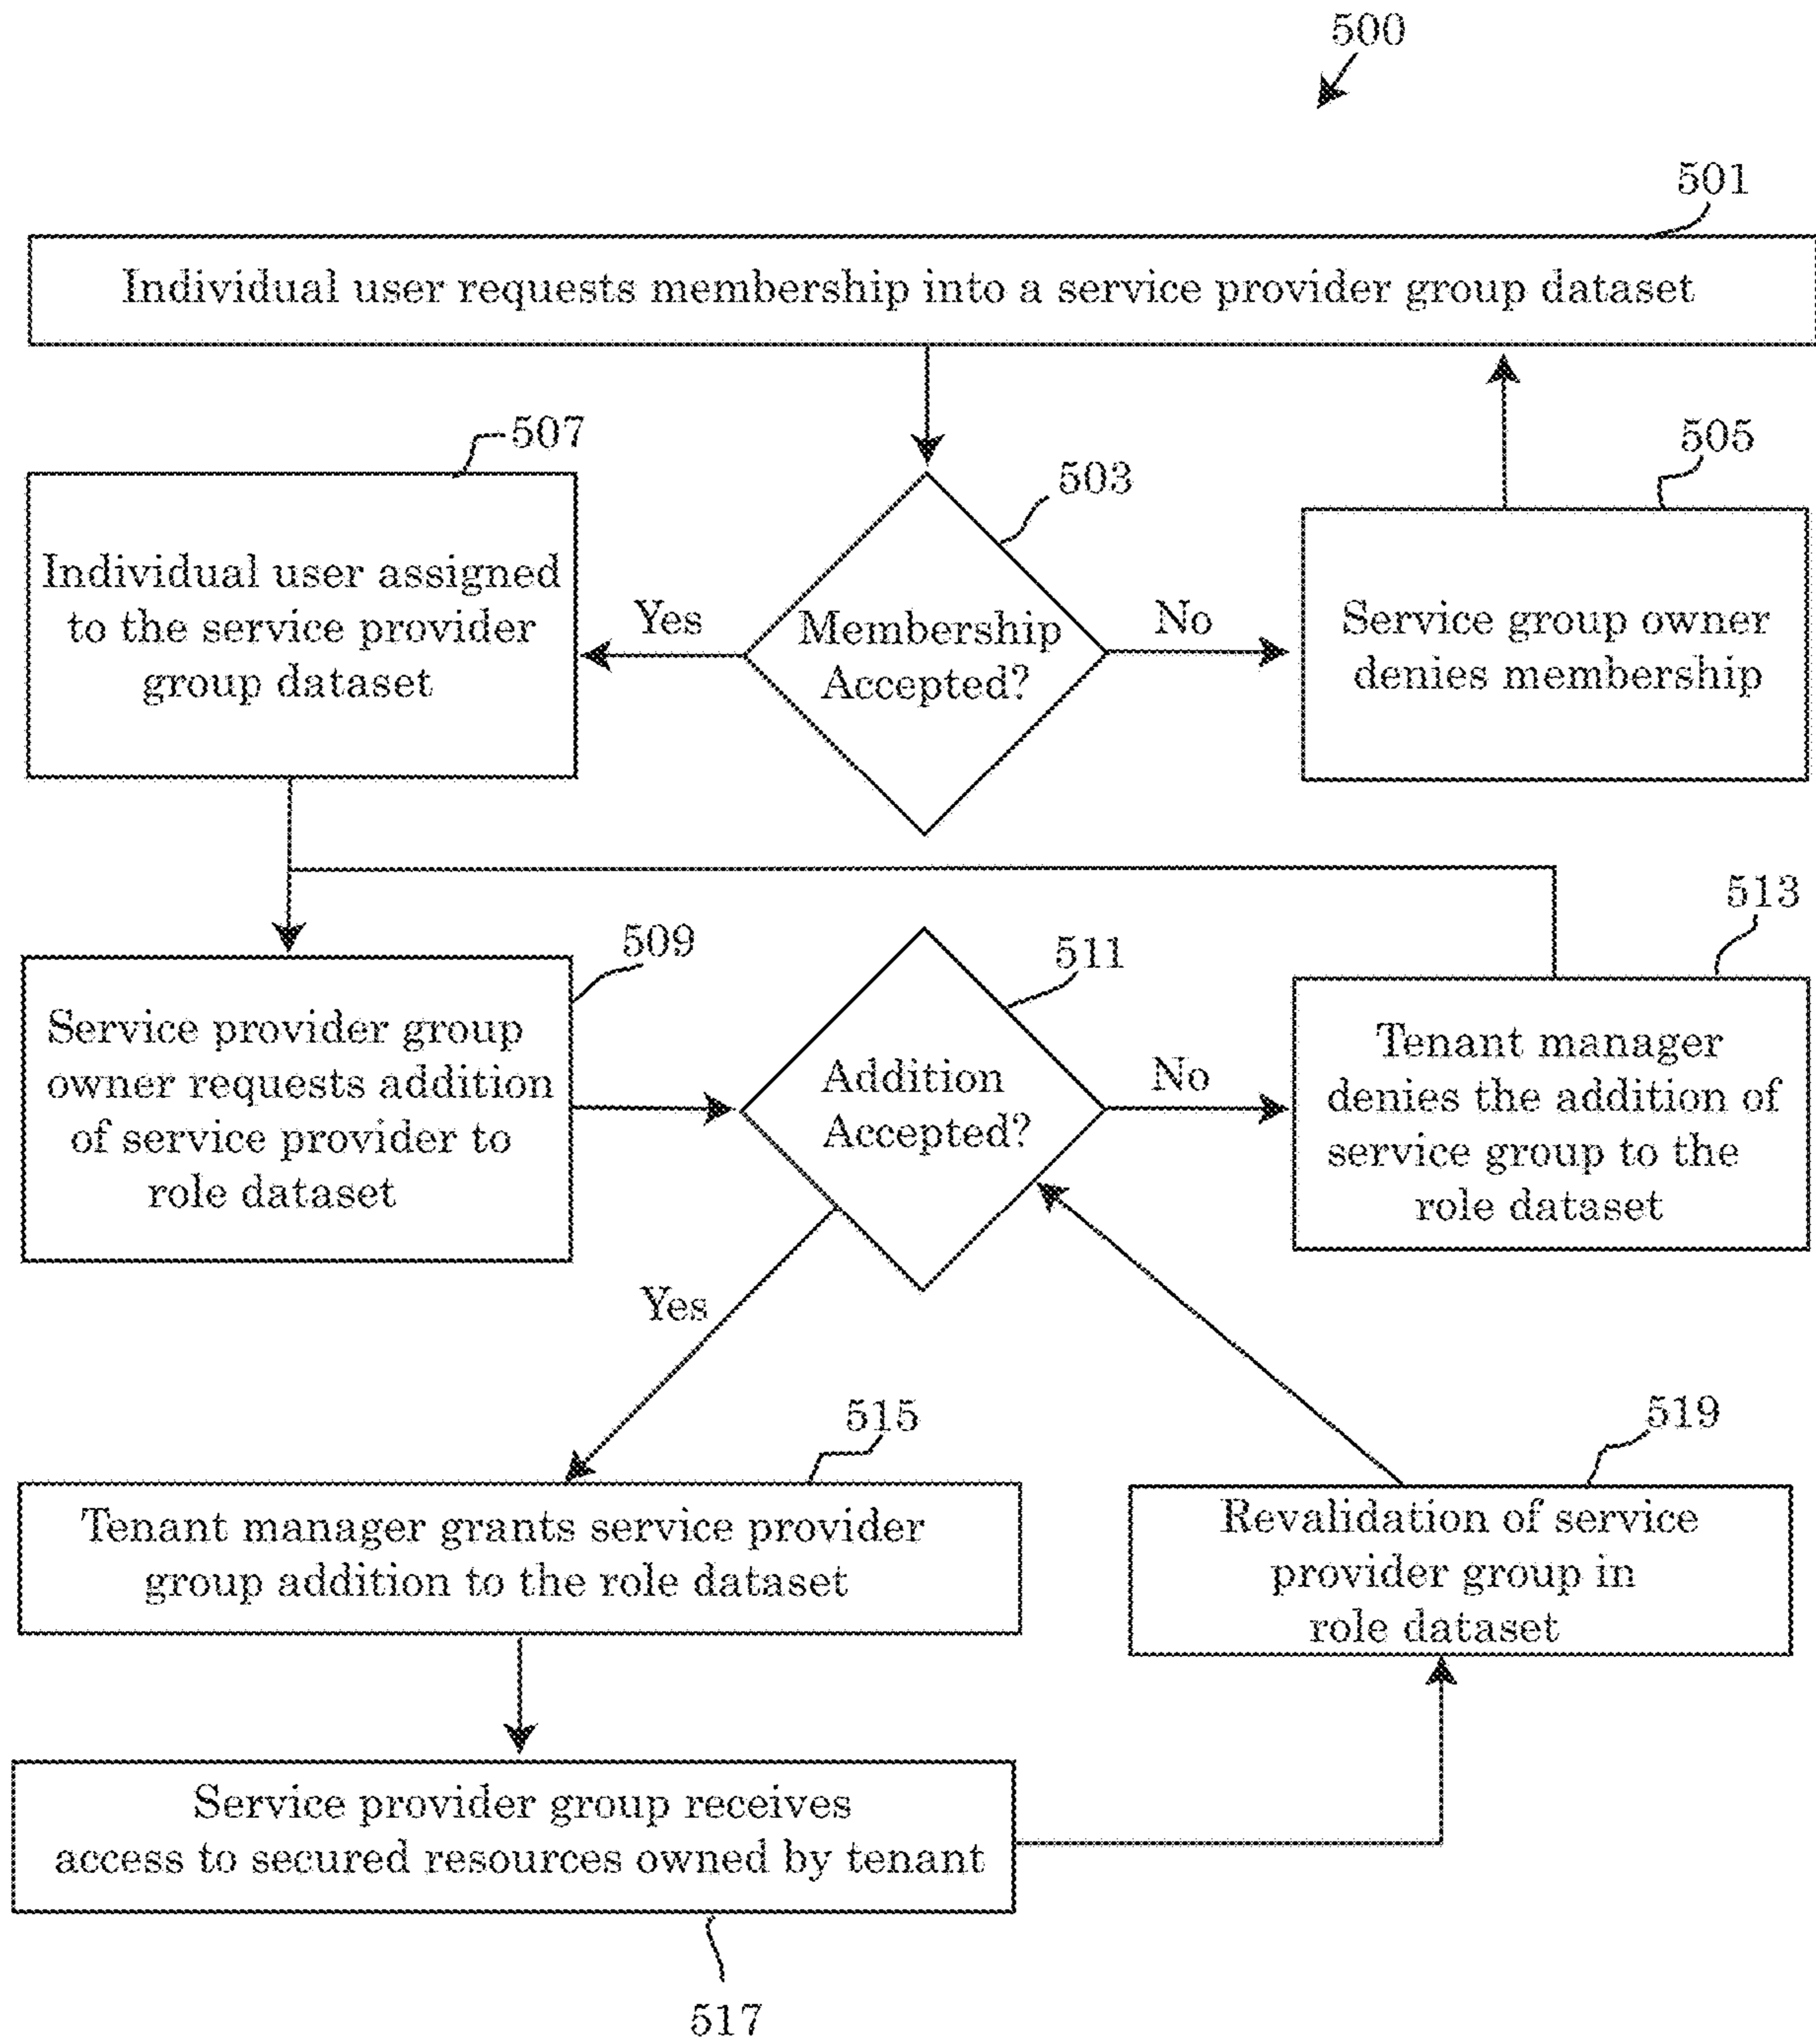 500
501
Individual user requests membership into a service provider group dataset
507
503
505
Individual user assigned
to the service provider
group dataset
Yes
Membership
Accepted?
No
Service group owner
denies membership
509
511
513
Service provider group
owner requests addition
of service provider to
role dataset
Addition
Accepted?
No
Tenant manager
denies the addition of
service group to the
role dataset
Yes
515
519
Tenant manager grants service provider
group addition to the role dataset
Revalidation of service
provider group in
role dataset
Service provider group receives
access to secured resources owned by tenant
517